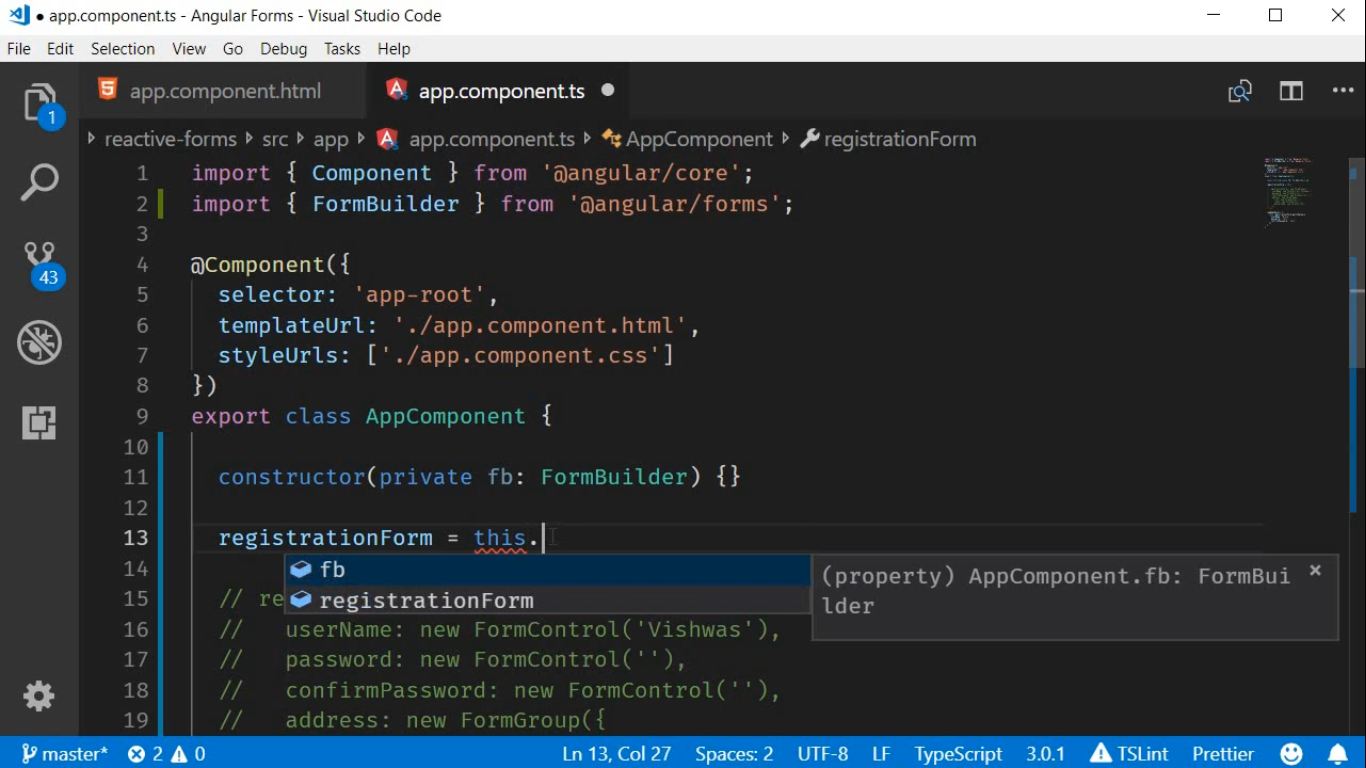 app.component.ts - Angular Forms - Visual Studio Code
File Edit Selection View Go Debug Tasks Help
app.component.html app.component.ts
1
reactive-forms src app app.component.ts AppComponent registrationForm
1 import { Component } from '@angular/core';
2 import { FormBuilder } from '@angular/forms';
3
4 @Component({
5 selector: 'app-root',
6 templateUrl: './app.component.html',
7 styleUrls: ['./app.component.css']
8 })
9 export class AppComponent {
10
11 constructor(private fb: FormBuilder) {}
12
13 registrationForm = this.
14 fb
15 // re registrationForm
(property) AppComponent.fb: FormBui
lder
16 // userName: new FormControl('Vishwas'),
17 // password: new FormControl(''),
18 // confirmPassword: new FormControl(''),
19 // address: new FormGroup({
43
master* 2 0 Ln 13, Col 27 Spaces: 2 UTF-8 LF TypeScript 3.0.1 TSLint Prettier